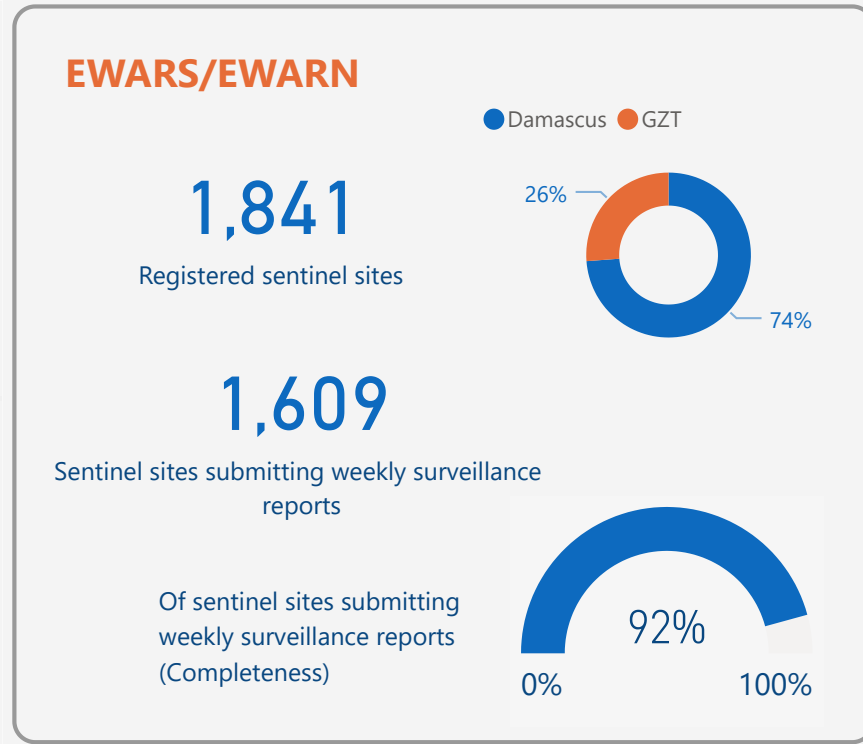 EWARS/EWARN
Damascus GZT
1,841
Registered sentinel sites
26%
74%
1,609
Sentinel sites submitting weekly surveillance
reports
Of sentinel sites submitting
weekly surveillance reports
(Completeness)
92%
0% 100%